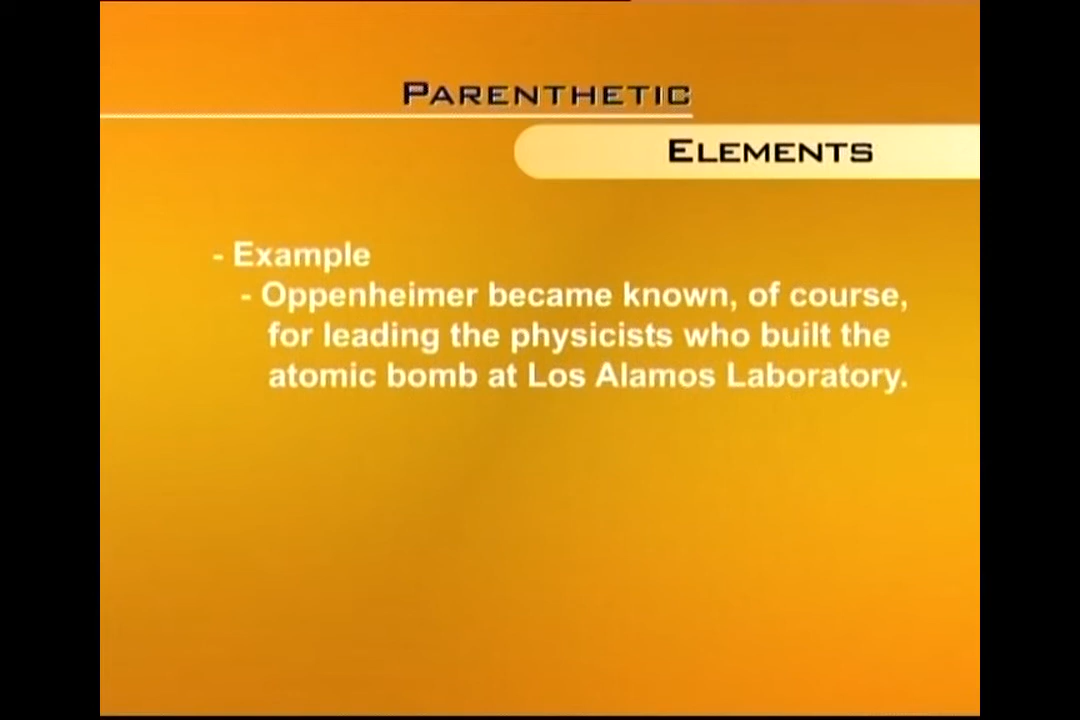 PARENTHETIC
ELEMENTS
- Example
- Oppenheimer became known, of course,
for leading the physicists who built the
atomic bomb at Los Alamos Laboratory.